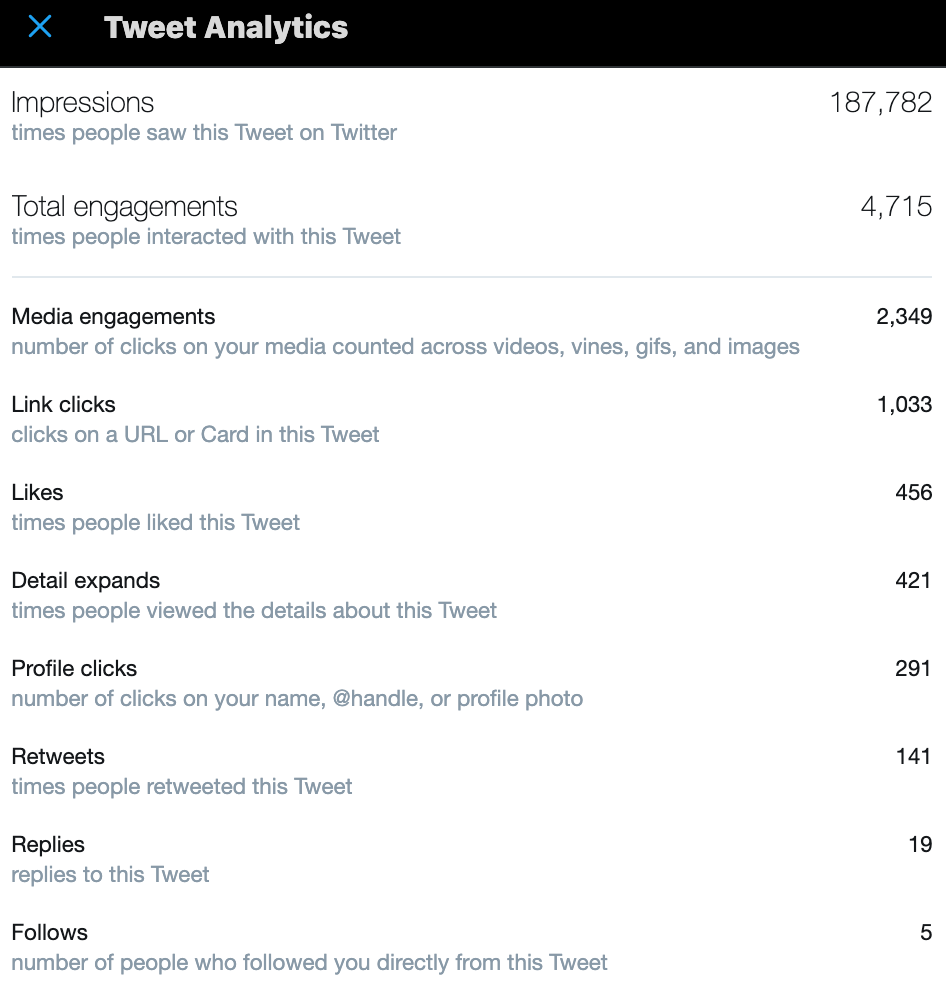 Tweet Analytics
Impressions 187,782
times people saw this Tweet on Twitter
Total engagements 4,715
times people interacted with this Tweet
Media engagements 2,349
number of clicks on your media counted across videos, vines, gifs, and images
Link clicks 1,033
clicks on a URL or Card in this Tweet
Likes 456
times people liked this Tweet
Detail expands 421
times people viewed the details about this Tweet
Profile clicks 291
number of clicks on your name, @handle, or profile photo
Retweets 141
times people retweeted this Tweet
Replies 19
replies to this Tweet
Follows 5
number of people who followed you directly from this Tweet